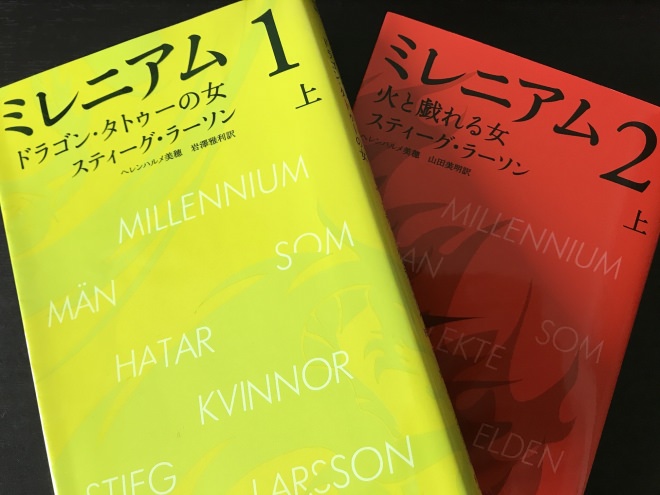 ミレニアム 1
上
ドラゴン・タトゥーの女
スティーグ・ラーソン
ヘレンハルメ美穂 岩澤雅利訳
MILLENNIUM
SOM
MÄN
HATAR
KVINNOR
STIEG
LARSSON
ミレニアム 2
上
火と戯れる女
スティーグ・ラーソン
ヘレンハルメ美穂 山田美明訳
MILLENNIUM
SOM
LEKTE
ELDEN